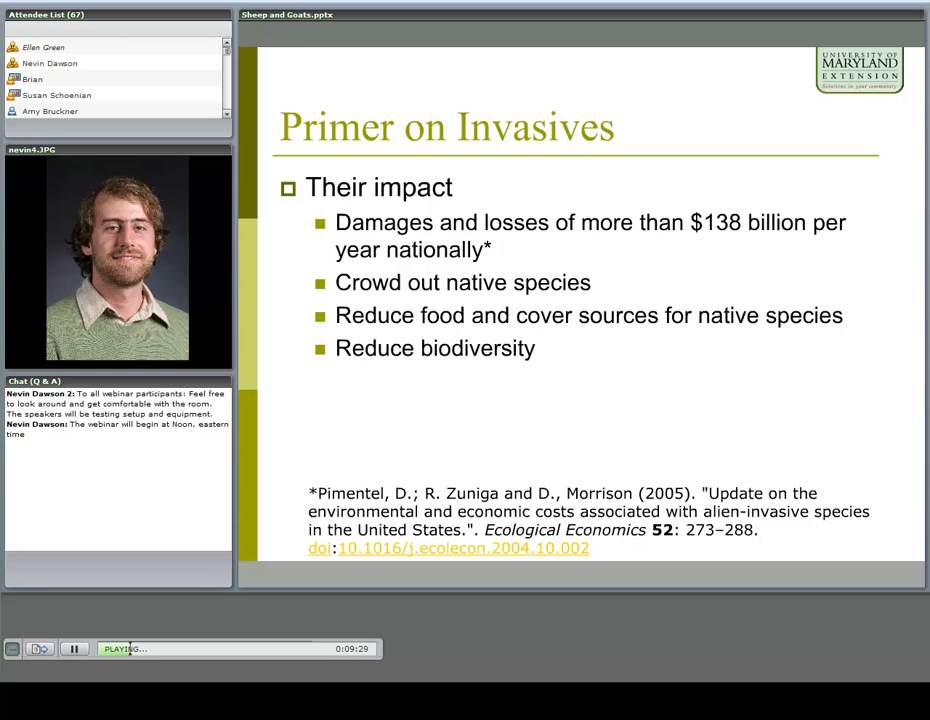 Attendee List (67)
Ellen Green
Nevin Dawson
Brian
Susan Schoenian
Amy Bruckner
nevin4.JPG
Chat (Q & A)
Nevin Dawson 2: To all webinar participants: Feel free
to look around and get comfortable with the room.
The speakers will be testing setup and equipment.
Nevin Dawson: The webinar will begin at Noon, eastern
time
Sheep and Goats.pptx
UNIVERSITY OF
MARYLAND
EXTENSION
Solutions in your community
Primer on Invasives
Their impact
Damages and losses of more than $138 billion per
year nationally*
Crowd out native species
Reduce food and cover sources for native species
Reduce biodiversity
*Pimentel, D.; R. Zuniga and D., Morrison (2005). "Update on the
environmental and economic costs associated with alien-invasive species
in the United States.". Ecological Economics 52: 273–288.
doi:10.1016/j.ecolecon.2004.10.002
PLAYING...
0:09:29